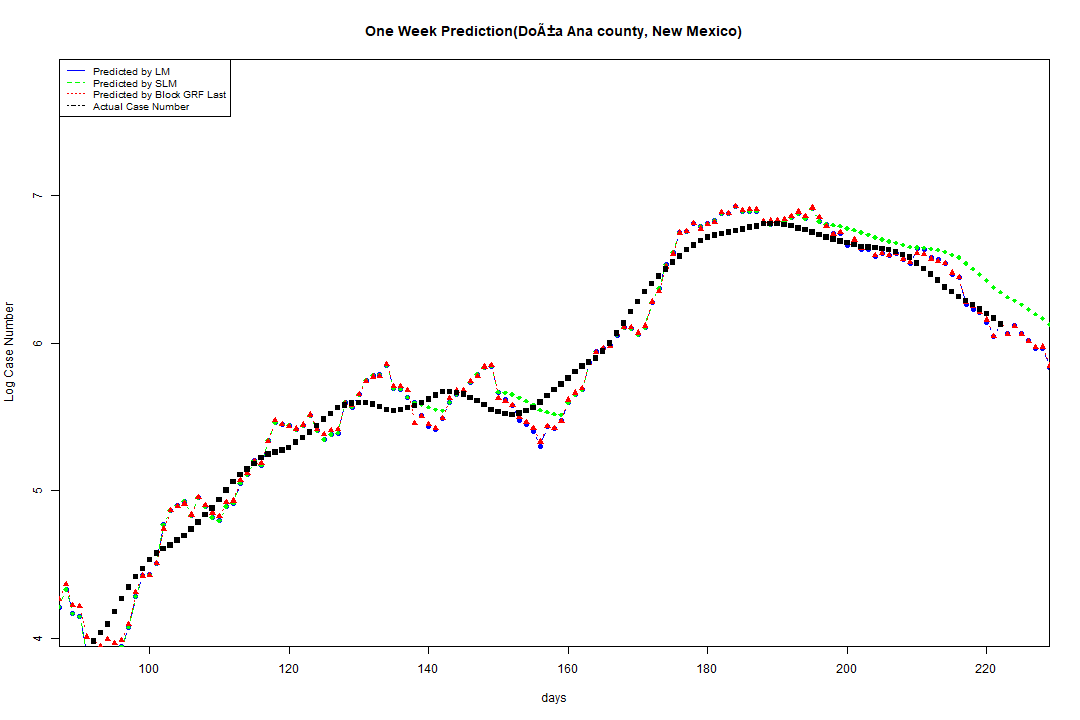 One Week Prediction(DoÃ±a Ana county, New Mexico)
Predicted by LM
Predicted by SLM
Predicted by Block GRF Last
Actual Case Number
Log Case Number
7
6
5
4
100 120 140 160 180 200 220
days